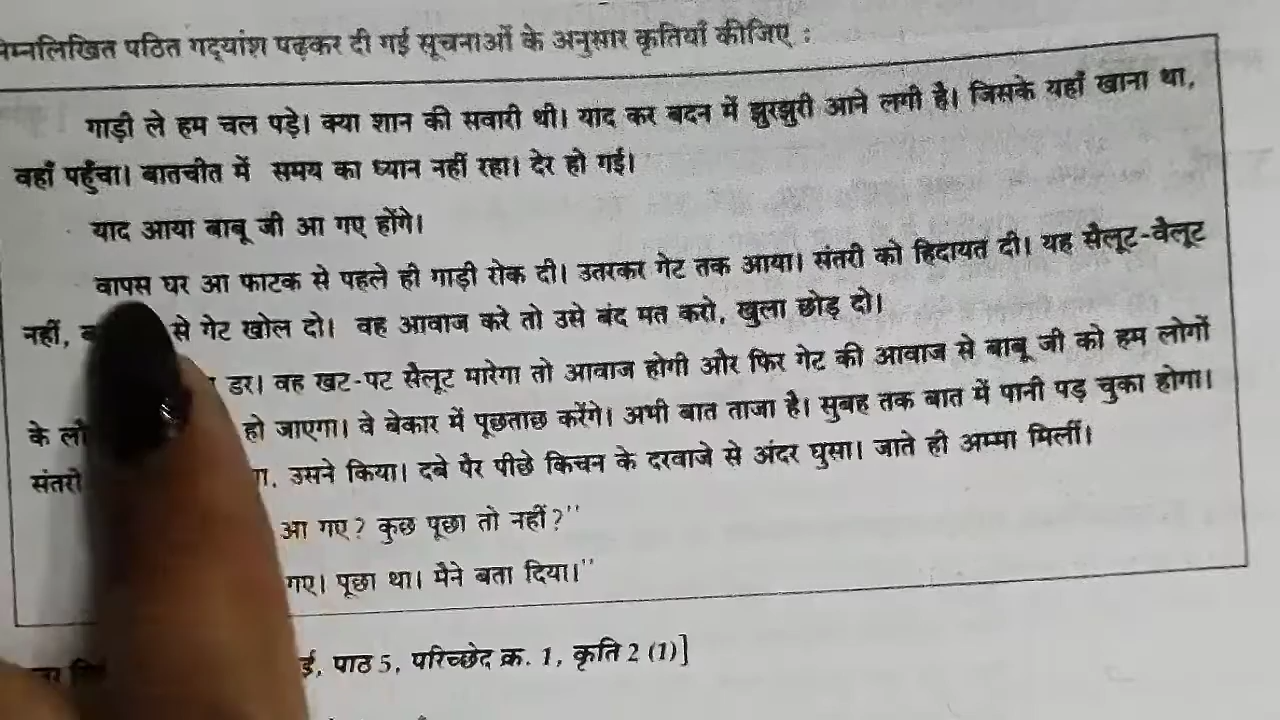 निम्नलिखित पठित गद्यांश पढ़कर दी गई सूचनाओं के अनुसार कृतियाँ कीजिए :
गाड़ी ले हम चल पड़े। क्या शान की सवारी थी। याद कर बदन में झुरझुरी आने लगी है। जिसके यहाँ खाना था,
वहाँ पहुँचा। बातचीत में समय का ध्यान नहीं रहा। देर हो गई।
याद आया बाबू जी आ गए होंगे।
वापस घर आ फाटक से पहले ही गाड़ी रोक दी। उतरकर गेट तक आया। संतरी को हिदायत दी। यह सैलूट-वैलूट
नहीं, से गेट खोल दो। वह आवाज करे तो उसे बंद मत करो, खुला छोड़ दो।
डर। वह खट-पट सैलूट मारेगा तो आवाज होगी और फिर गेट की आवाज से बाबू जी को हम लोगों
के हो जाएगा। वे बेकार में पूछताछ करेंगे। अभी बात ताजा है। सुबह तक बात में पानी पड़ चुका होगा।
उसने किया। दबे पैर पीछे किचन के दरवाजे से अंदर घुसा। जाते ही अम्मा मिलीं।
आ गए? कुछ पूछा तो नहीं?''
गए। पूछा था। मैने बता दिया।''
पाठ 5, परिच्छेद क्र. 1, कृति 2 (1)]